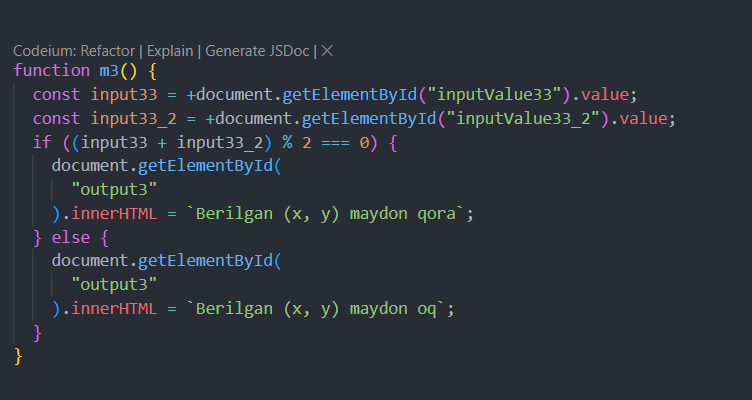 Codeium: Refactor | Explain | Generate JSDoc | ×
function m3() {
  const input33 = +document.getElementById("inputValue33").value;
  const input33_2 = +document.getElementById("inputValue33_2").value;
  if ((input33 + input33_2) % 2 === 0) {
    document.getElementById(
      "output3"
    ).innerHTML = `Berilgan (x, y) maydon qora`;
  } else {
    document.getElementById(
      "output3"
    ).innerHTML = `Berilgan (x, y) maydon oq`;
  }
}